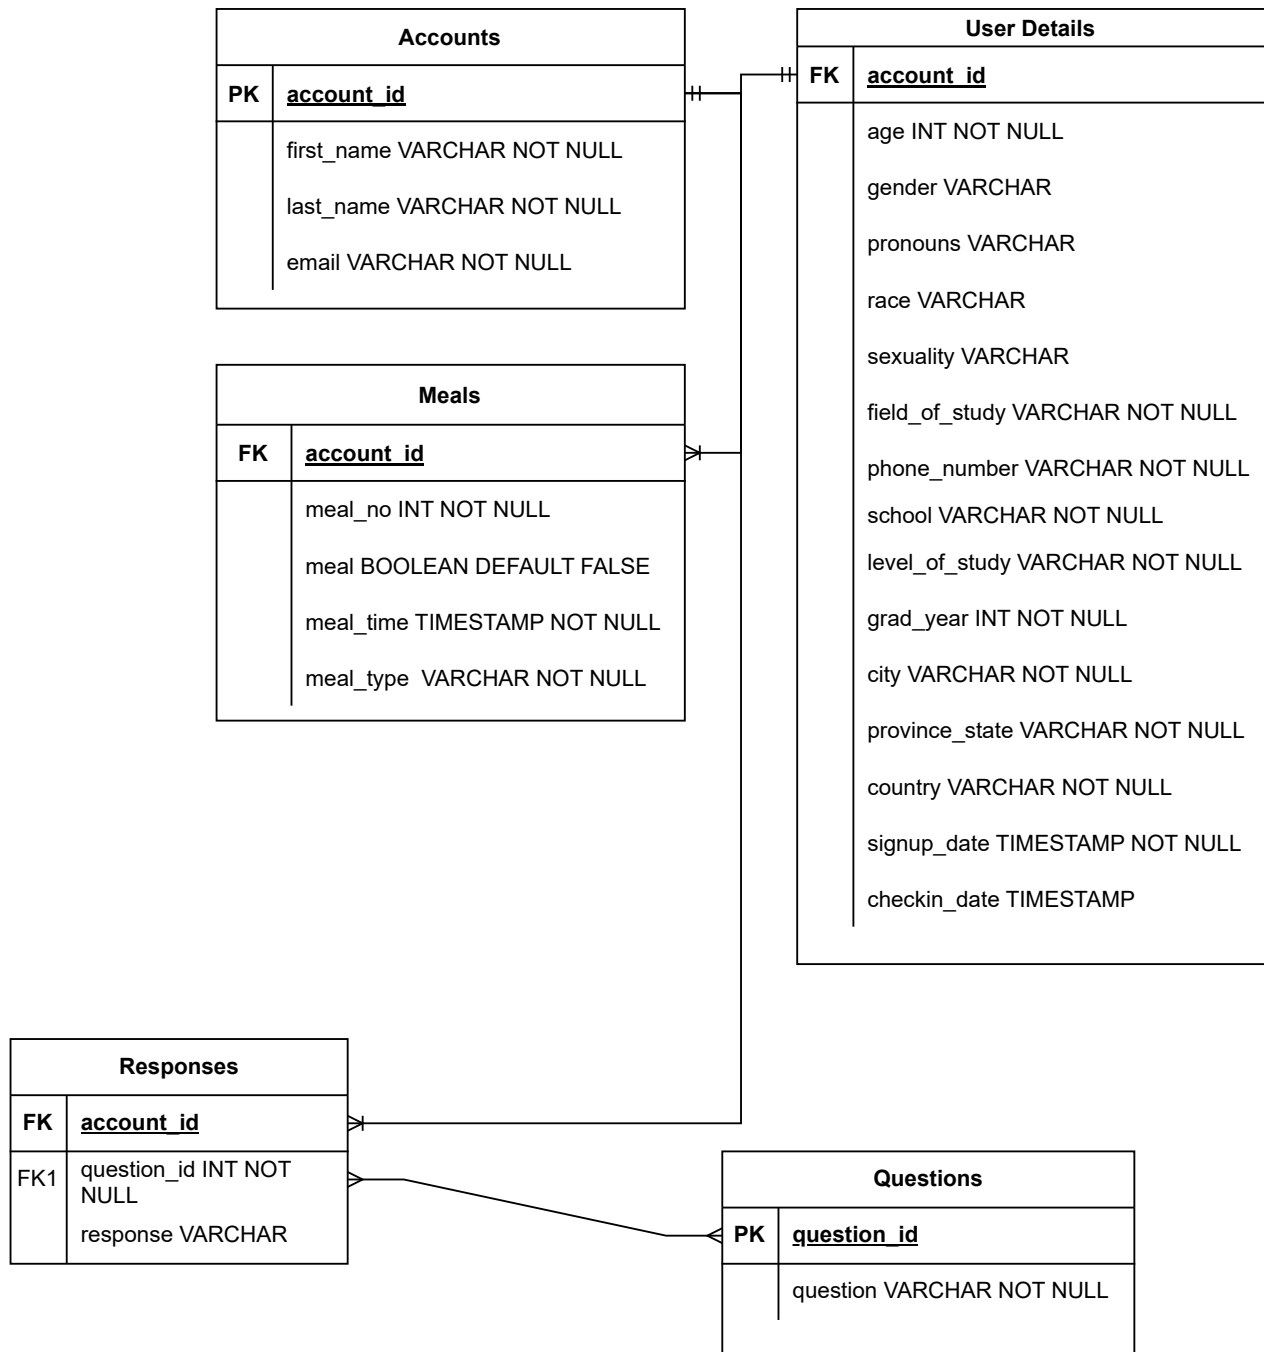 Accounts
PK account_id
first_name VARCHAR NOT NULL
last_name VARCHAR NOT NULL
email VARCHAR NOT NULL
User Details
FK account_id
age INT NOT NULL
gender VARCHAR
pronouns VARCHAR
race VARCHAR
sexuality VARCHAR
field_of_study VARCHAR NOT NULL
phone_number VARCHAR NOT NULL
school VARCHAR NOT NULL
level_of_study VARCHAR NOT NULL
grad_year INT NOT NULL
city VARCHAR NOT NULL
province_state VARCHAR NOT NULL
country VARCHAR NOT NULL
signup_date TIMESTAMP NOT NULL
checkin_date TIMESTAMP
Meals
FK account_id
meal_no INT NOT NULL
meal BOOLEAN DEFAULT FALSE
meal_time TIMESTAMP NOT NULL
meal_type VARCHAR NOT NULL
Responses
FK account_id
FK1 question_id INT NOT
NULL
response VARCHAR
Questions
PK question_id
question VARCHAR NOT NULL